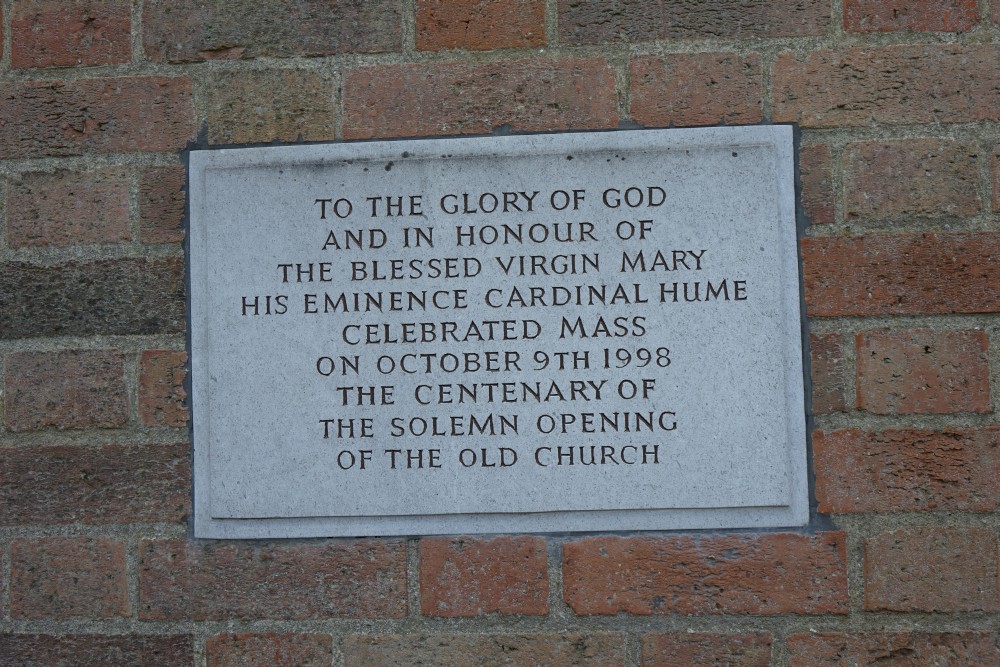 TO THE GLORY OF GOD
AND IN HONOUR OF
THE BLESSED VIRGIN MARY
HIS EMINENCE CARDINAL HUME
CELEBRATED MASS
ON OCTOBER 9TH 1998
THE CENTENARY OF
THE SOLEMN OPENING
OF THE OLD CHURCH